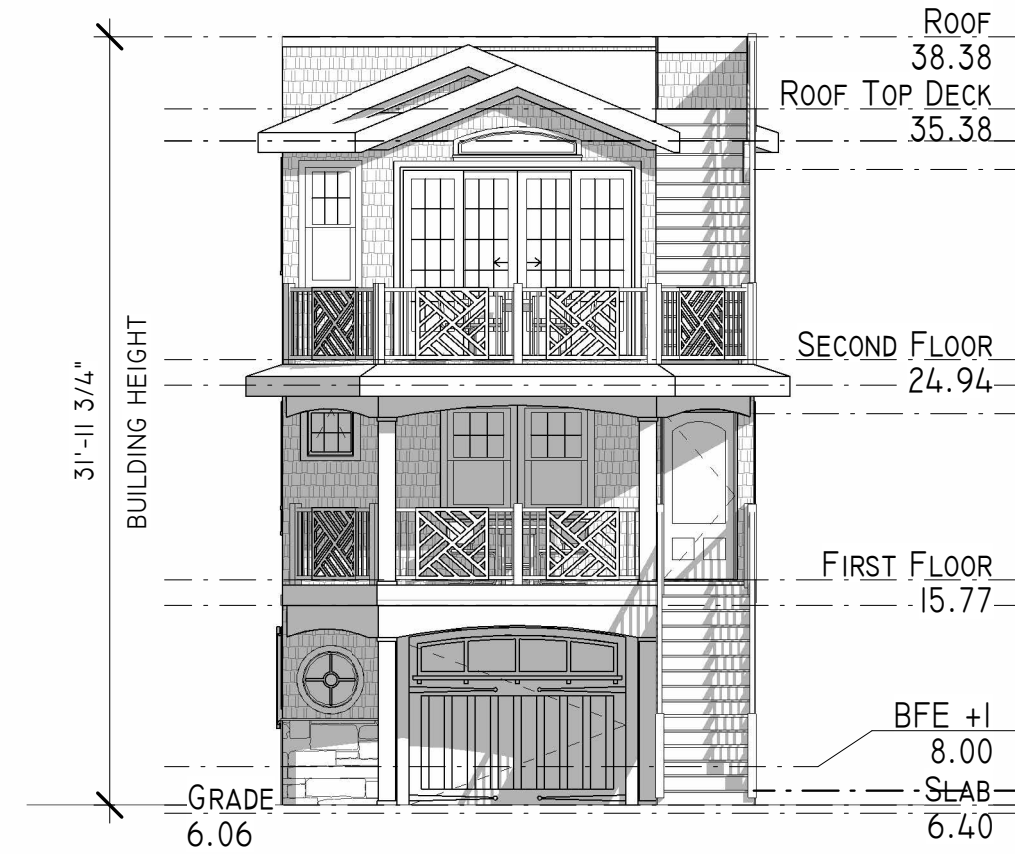 ROOF
38.38
ROOF TOP DECK
35.38
31'-11 3/4"
BUILDING HEIGHT
SECOND FLOOR
24.94
FIRST FLOOR
15.77
BFE +1
8.00
GRADE
6.06
SLAB
6.40